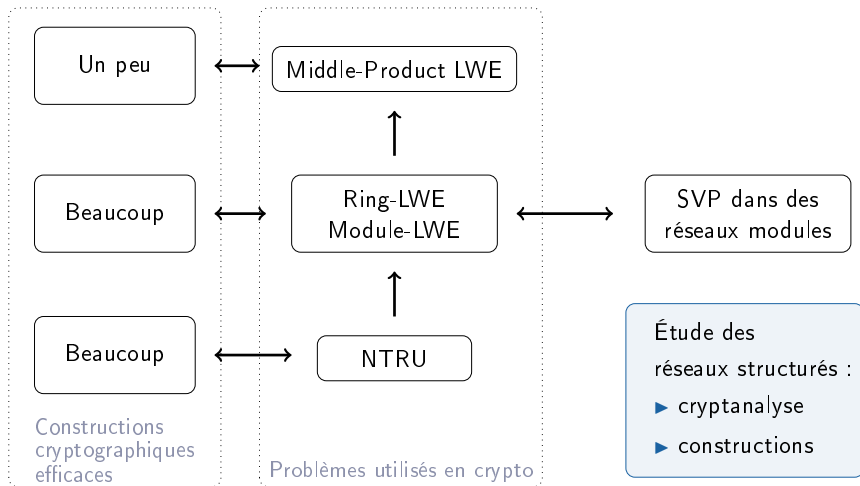 Un peu
Middle-Product LWE
Beaucoup
Ring-LWE
Module-LWE
SVP dans des
réseaux modules
Beaucoup
NTRU
Étude des
réseaux structurés :
► cryptanalyse
► constructions
Constructions
cryptographiques
efficaces
Problèmes utilisés en crypto